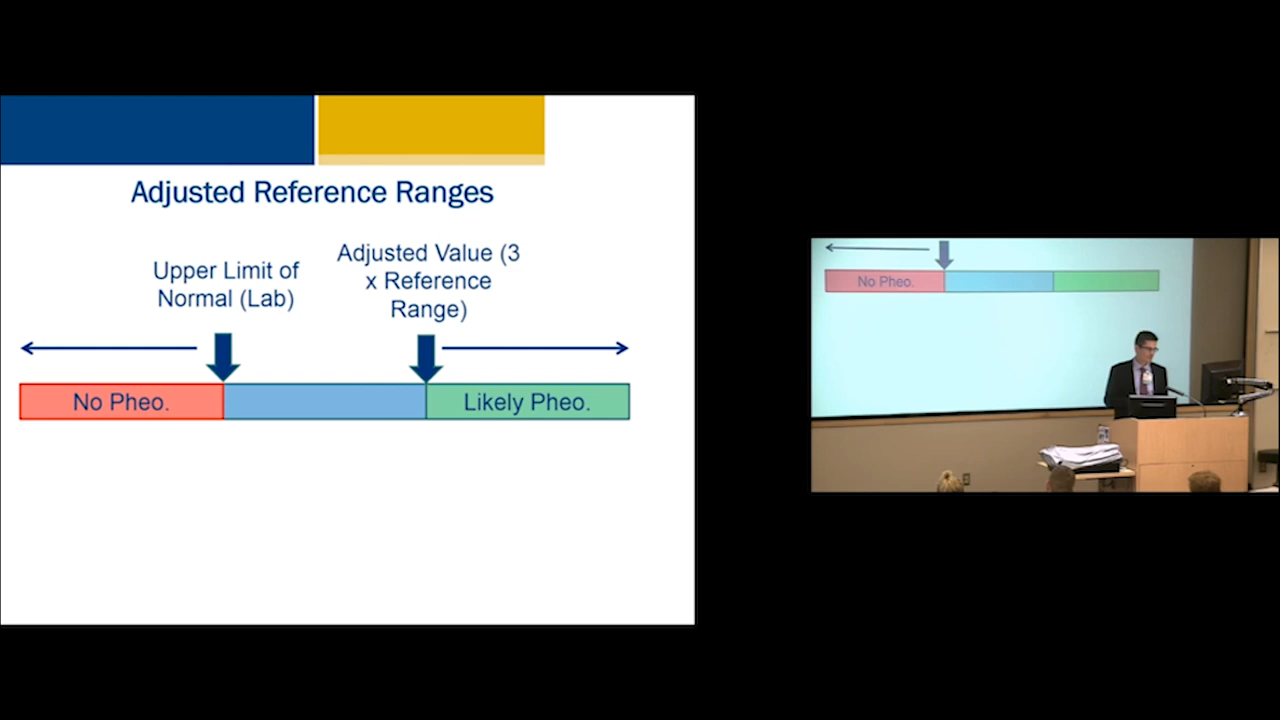 Adjusted Reference Ranges
Upper Limit of
Normal (Lab)
Adjusted Value (3
x Reference
Range)
No Pheo.
Likely Pheo.
No Pheo.